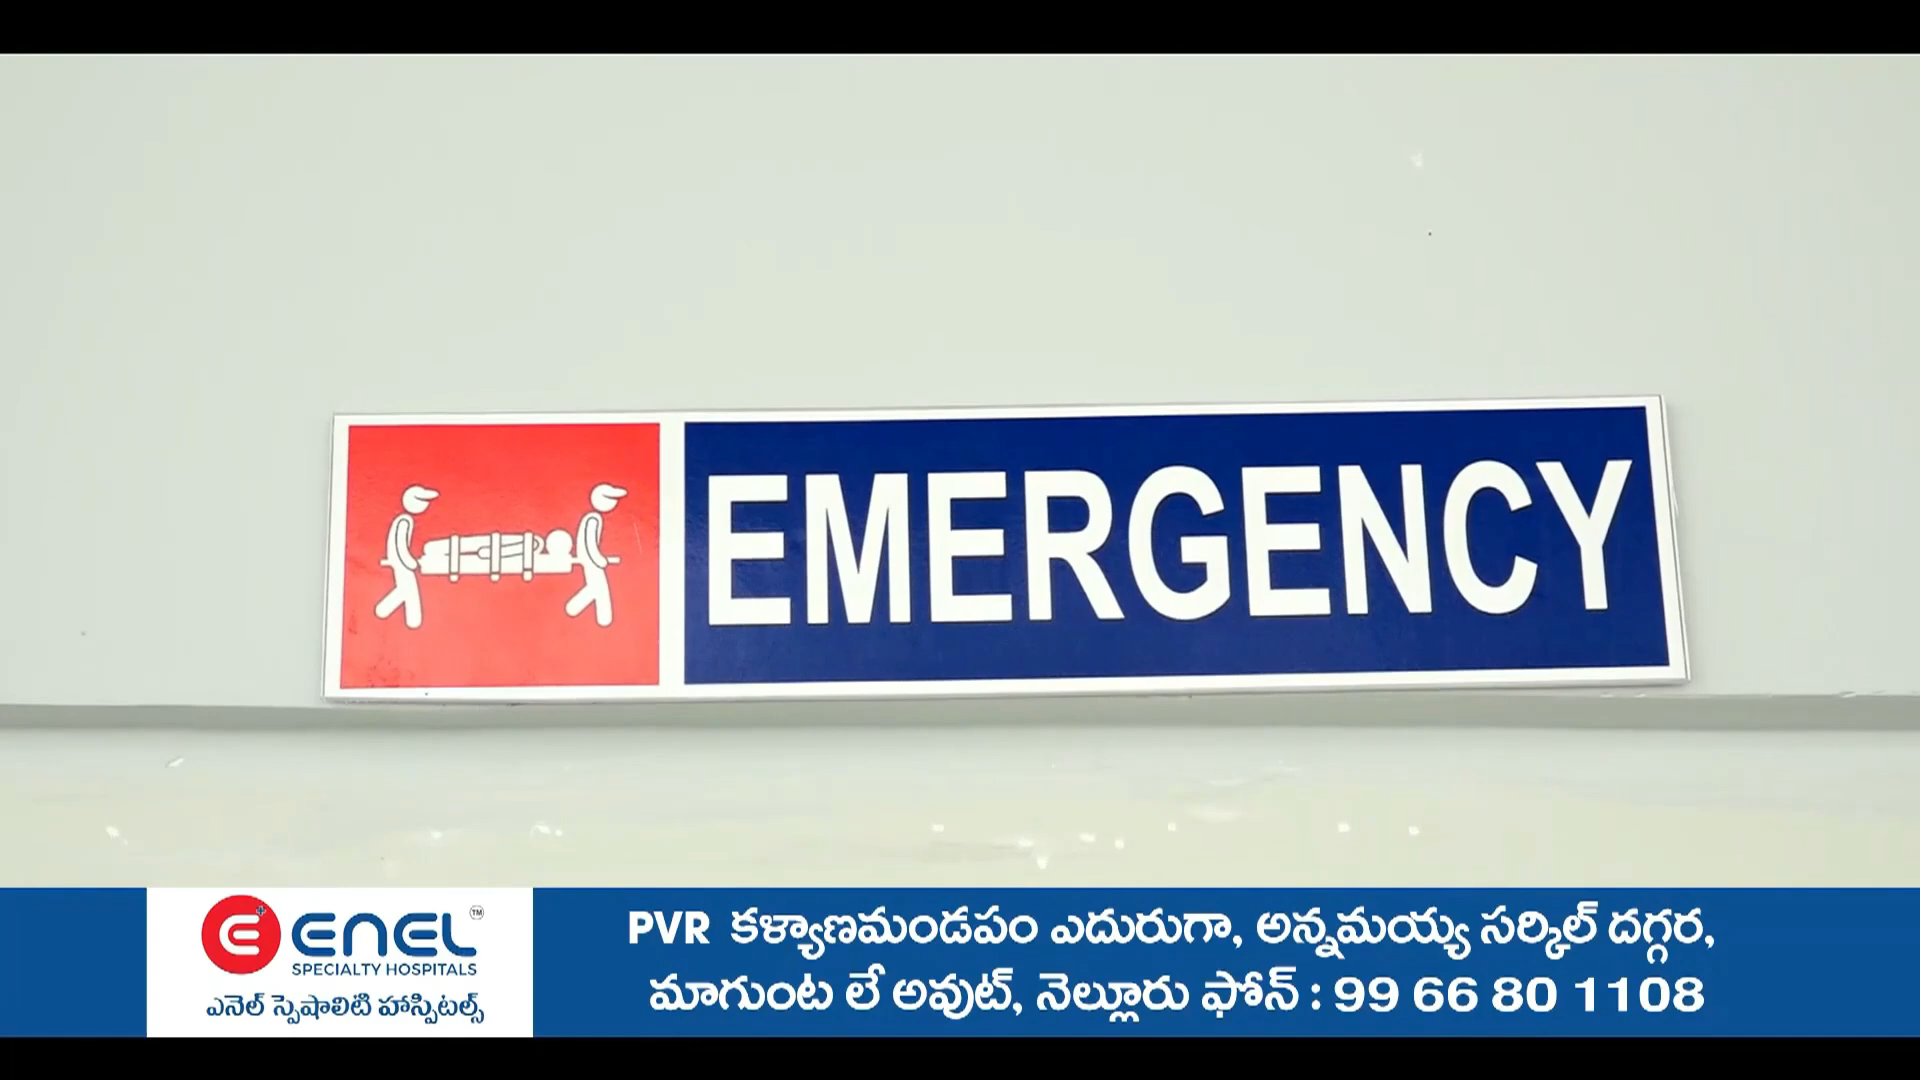 EMERGENCY
ENEL™
SPECIALTY HOSPITALS
ఎనెల్ స్పెషాలిటి హాస్పిటల్స్
PVR కళ్యాణమండపం ఎదురుగా, అన్నమయ్య సర్కిల్ దగ్గర,
మాగుంట లే అవుట్, నెల్లూరు ఫోన్ : 99 66 80 1108